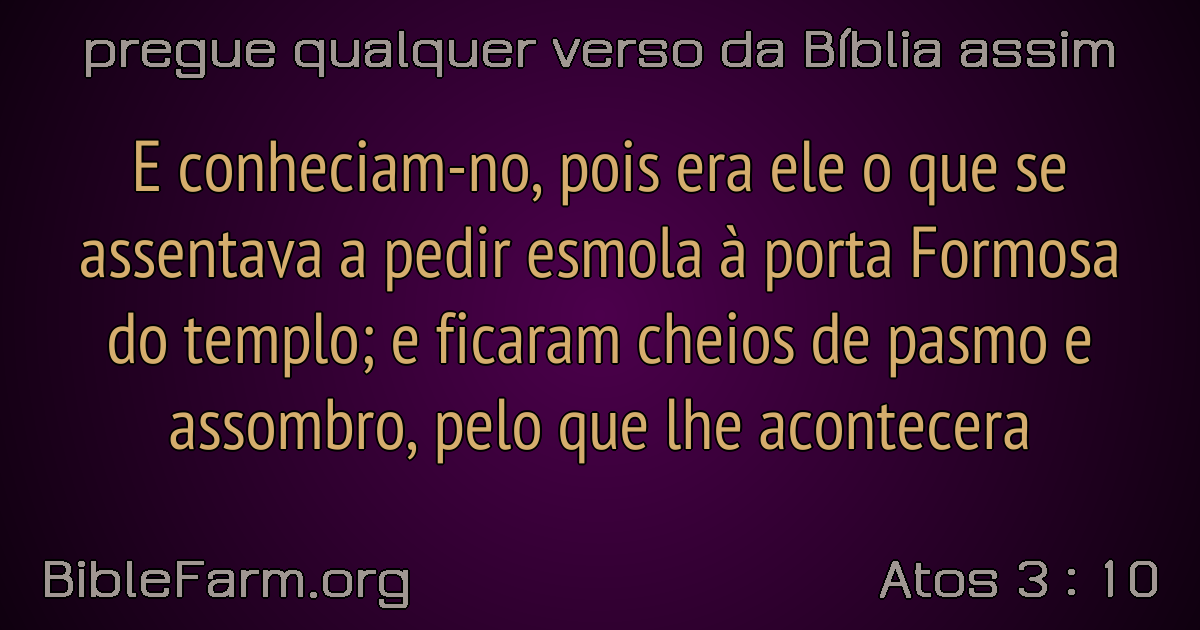 pregue qualquer verso da Bíblia assim
E conheciam-no, pois era ele o que se
assentava a pedir esmola à porta Formosa
do templo; e ficaram cheios de pasmo e
assombro, pelo que lhe acontecera
BibleFarm.org
Atos 3 : 10